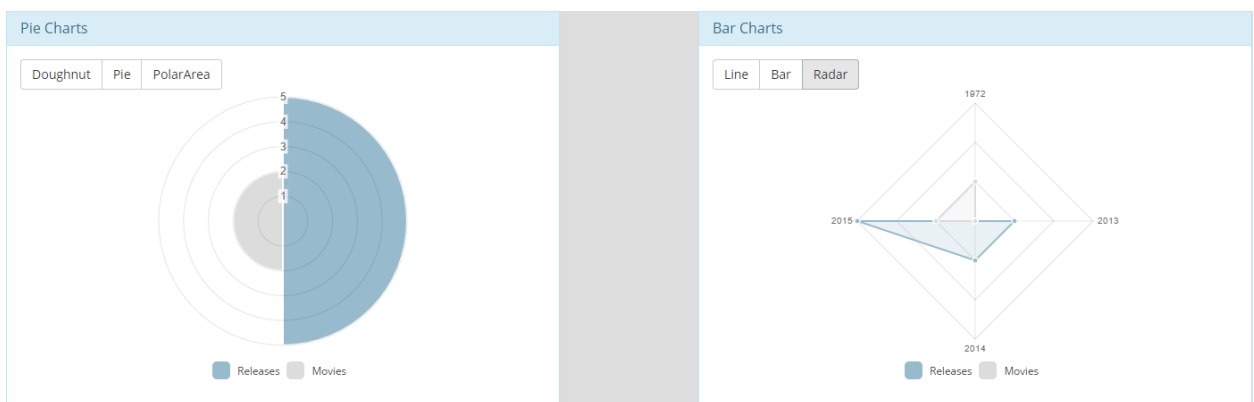 Pie Charts
Doughnut Pie PolarArea
5
4
3
2
1
Releases Movies
Bar Charts
Line Bar Radar
1972
2015 2013
2014
Releases Movies